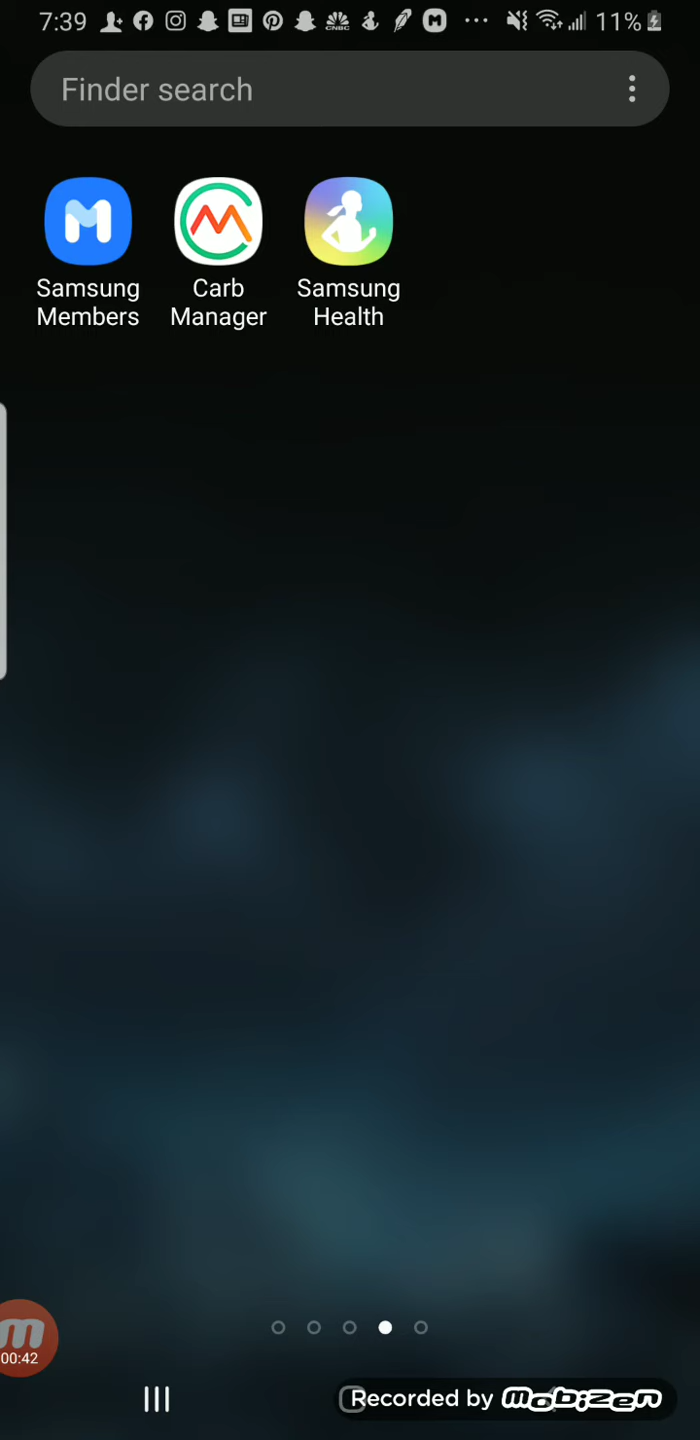 7:39 11%
Finder search
Samsung Members
Carb Manager
Samsung Health
00:42
Recorded by mobizen